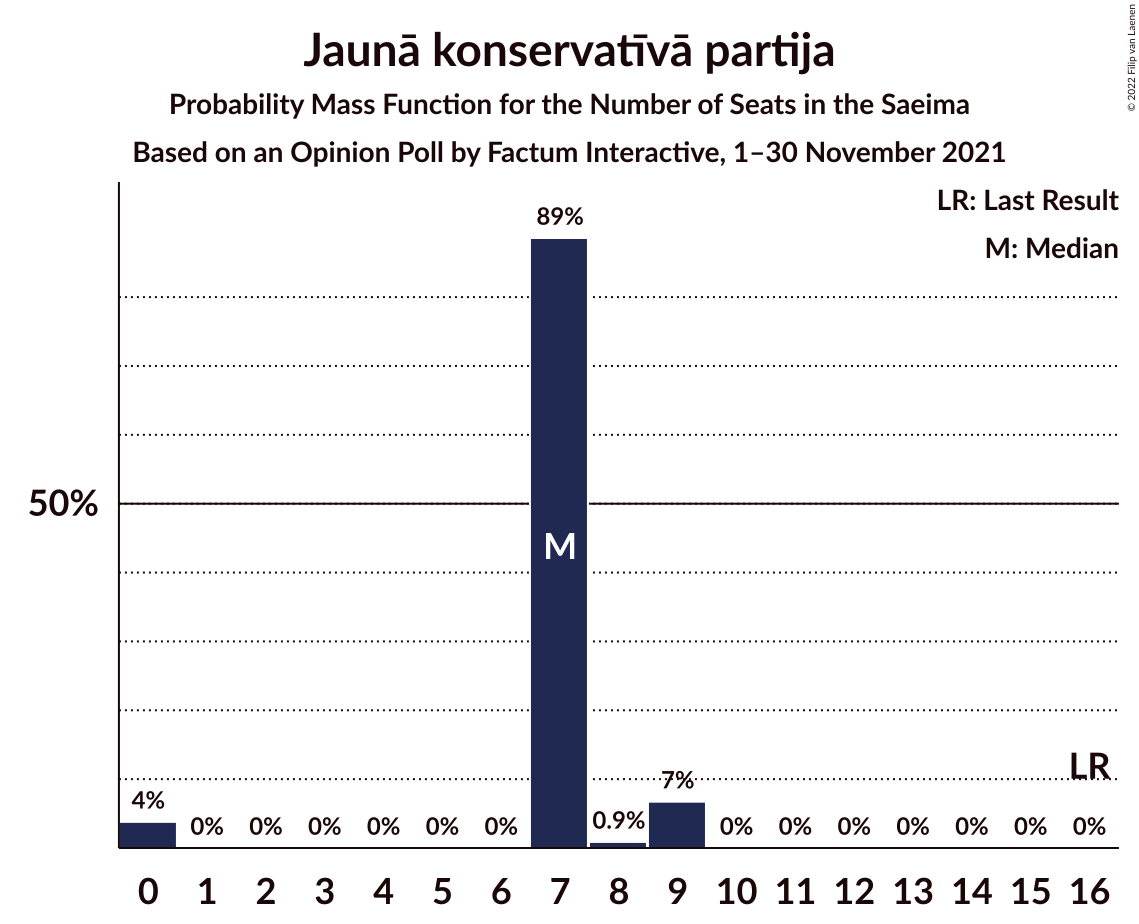 Jaunā konservatīvā partija
Probability Mass Function for the Number of Seats in the Saeima
Based on an Opinion Poll by Factum Interactive, 1–30 November 2021
© 2022 Filip van Laenen
LR: Last Result
M: Median
89%
50%
M
LR
4% 0% 0% 0% 0% 0% 0% 0.9% 7% 0% 0% 0% 0% 0% 0% 0%
0 1 2 3 4 5 6 7 8 9 10 11 12 13 14 15 16